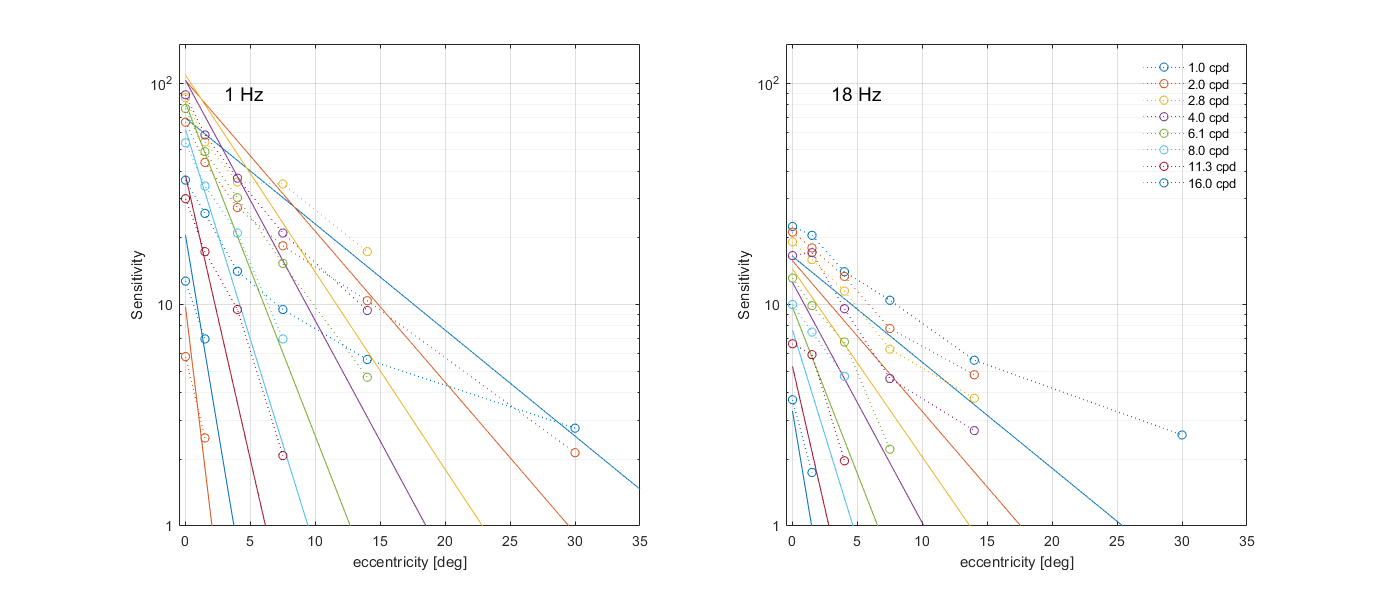 1 Hz
10²
10
1
Sensitivity
0 5 10 15 20 25 30 35
eccentricity [deg]
18 Hz
10²
10
1
Sensitivity
0 5 10 15 20 25 30 35
eccentricity [deg]
1.0 cpd
2.0 cpd
2.8 cpd
4.0 cpd
6.1 cpd
8.0 cpd
11.3 cpd
16.0 cpd